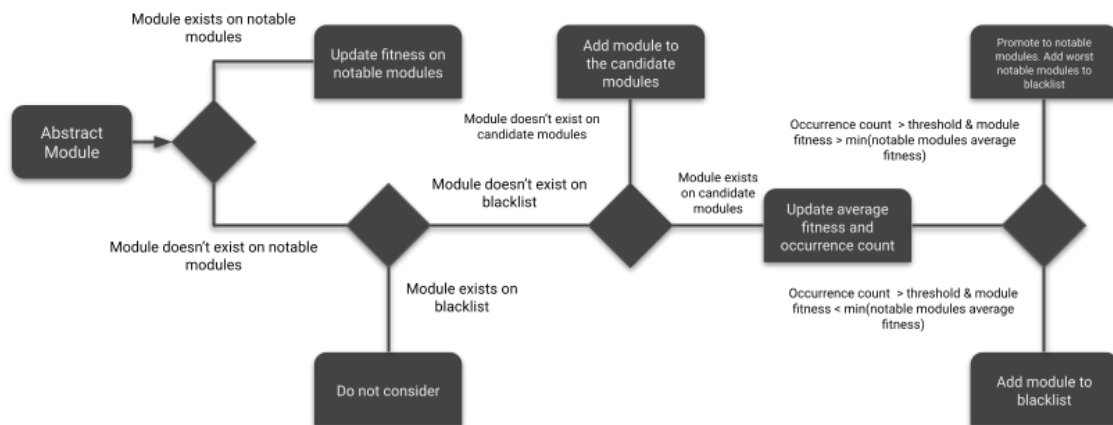 Module exists on notable
modules
Update fitness on
notable modules
Add module to
the candidate
modules
Promote to notable
modules. Add worst
notable modules to
blacklist
Abstract
Module
Module doesn't exist on
candidate modules
Occurrence count  > threshold & module
fitness > min(notable modules average
fitness)
Module doesn't exist on
blacklist
Module exists
on candidate
modules
Update average
fitness and
occurrence count
Module doesn't exist on notable
modules
Module exists on
blacklist
Occurrence count  > threshold & module
fitness < min(notable modules average
fitness)
Do not consider
Add module to
blacklist